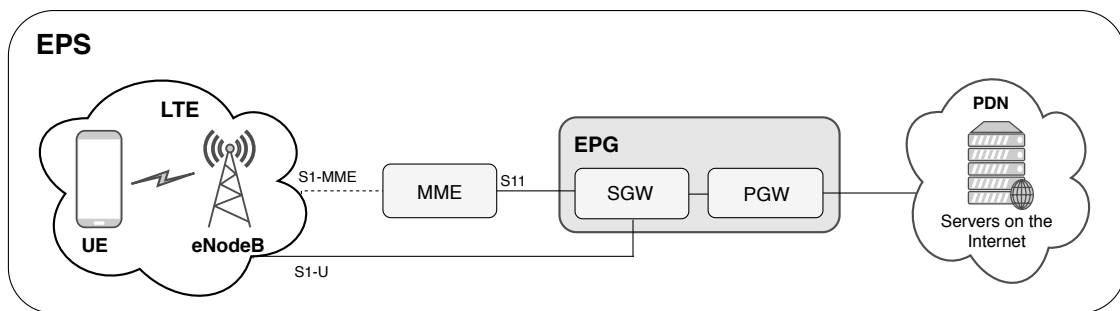 EPS
LTE
UE
eNodeB
S1-MME
MME
S11
S1-U
EPG
SGW
PGW
PDN
Servers on the
Internet